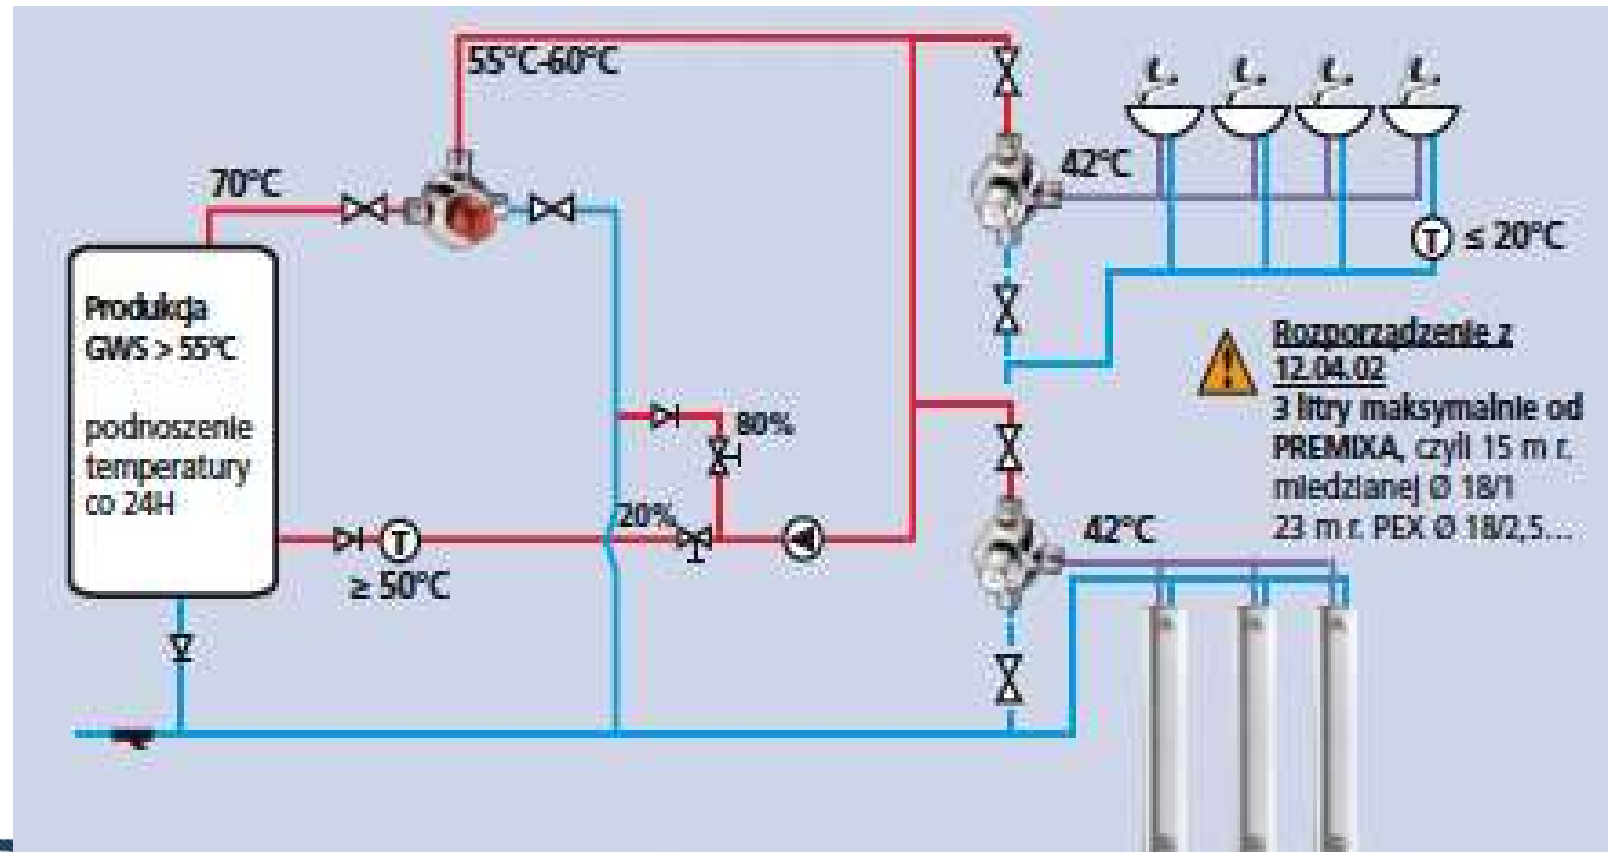 55°C-60°C
70°C
42°C
T
≤ 20°C
Produkcja
GWS > 55°C
podnoszenie
temperatury
co 24H
Rozporządzenie z
12.04.02
3 litry maksymalnie od
PREMIXA, czyli 15 m r.
miedzianej Ø 18/1
23 m r. PEX Ø 18/2,5...
80%
20%
T
≥ 50°C
42°C